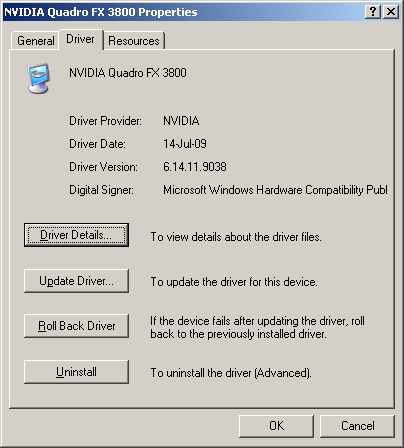 NVIDIA Quadro FX 3800 Properties
General Driver Resources
NVIDIA Quadro FX 3800
Driver Provider: NVIDIA
Driver Date: 14-Jul-09
Driver Version: 6.14.11.9038
Digital Signer: Microsoft Windows Hardware Compatibility Publ
Driver Details... To view details about the driver files.
Update Driver... To update the driver for this device.
Roll Back Driver If the device fails after updating the driver, roll
back to the previously installed driver.
Uninstall To uninstall the driver (Advanced).
OK Cancel